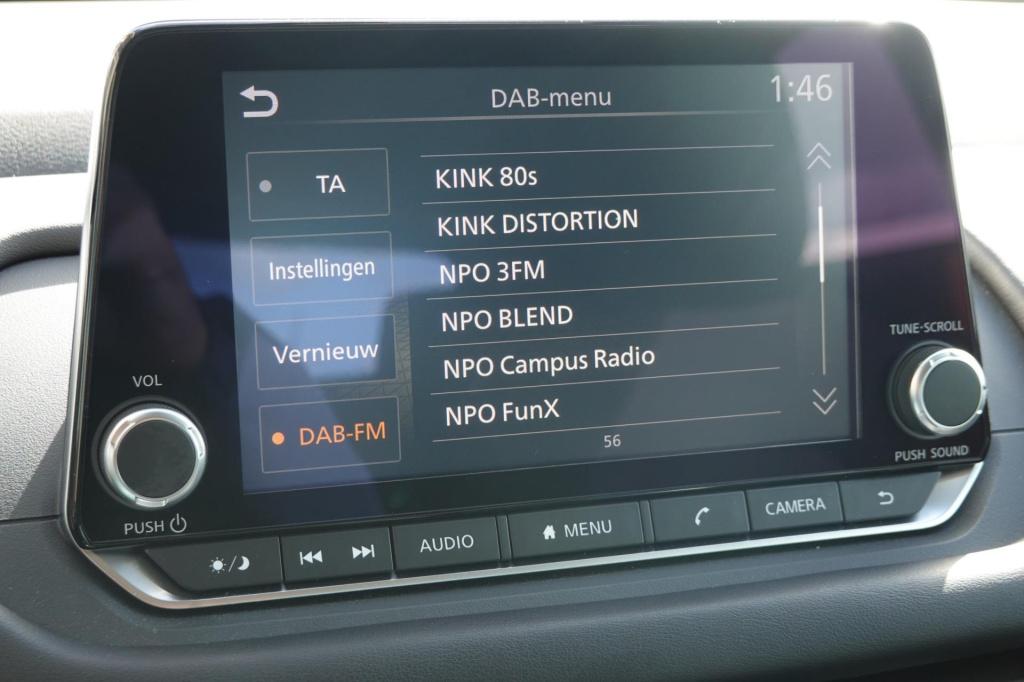 DAB-menu
1:46
TA
Instellingen
Vernieuw
DAB-FM
KINK 80s
KINK DISTORTION
NPO 3FM
NPO BLEND
NPO Campus Radio
NPO FunX
56
VOL
PUSH
TUNE-SCROLL
PUSH SOUND
AUDIO
MENU
CAMERA